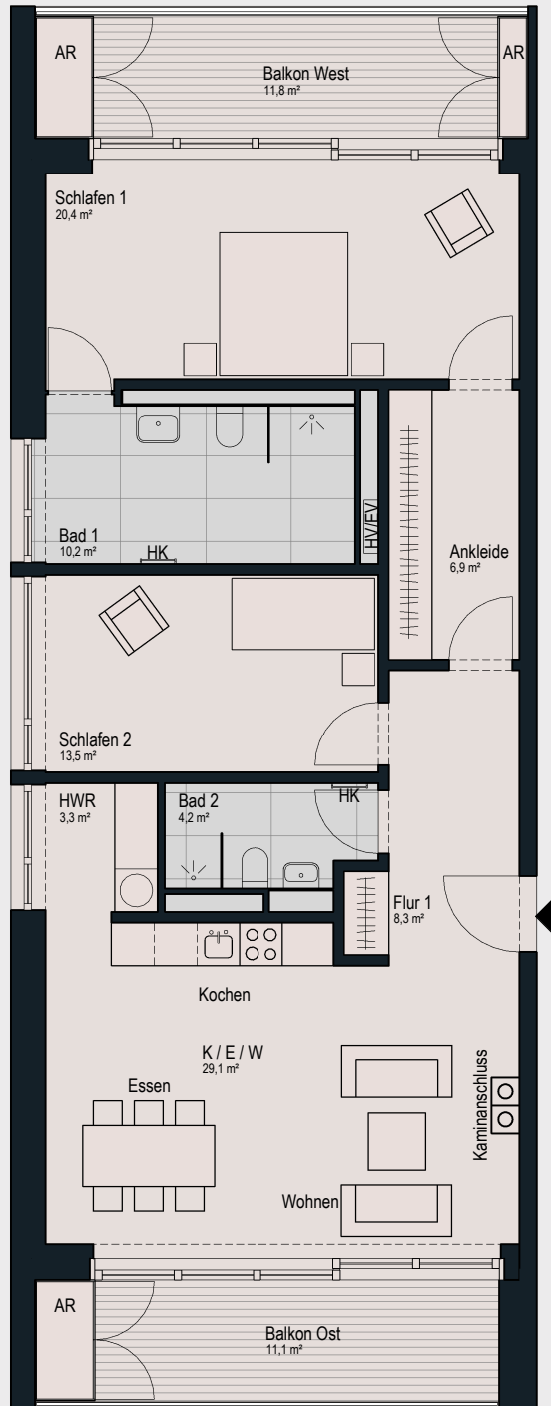 AR
AR
Balkon West
11,8 m²
Schlafen 1
20,4 m²
HV/EV
Bad 1
10,2 m²
HK
Ankleide
6,9 m²
Schlafen 2
13,5 m²
HWR
3,3 m²
Bad 2
4,2 m²
HK
Flur 1
8,3 m²
Kochen
K / E / W
29,1 m²
Essen
Kaminanschluss
Wohnen
AR
Balkon Ost
11,1 m²